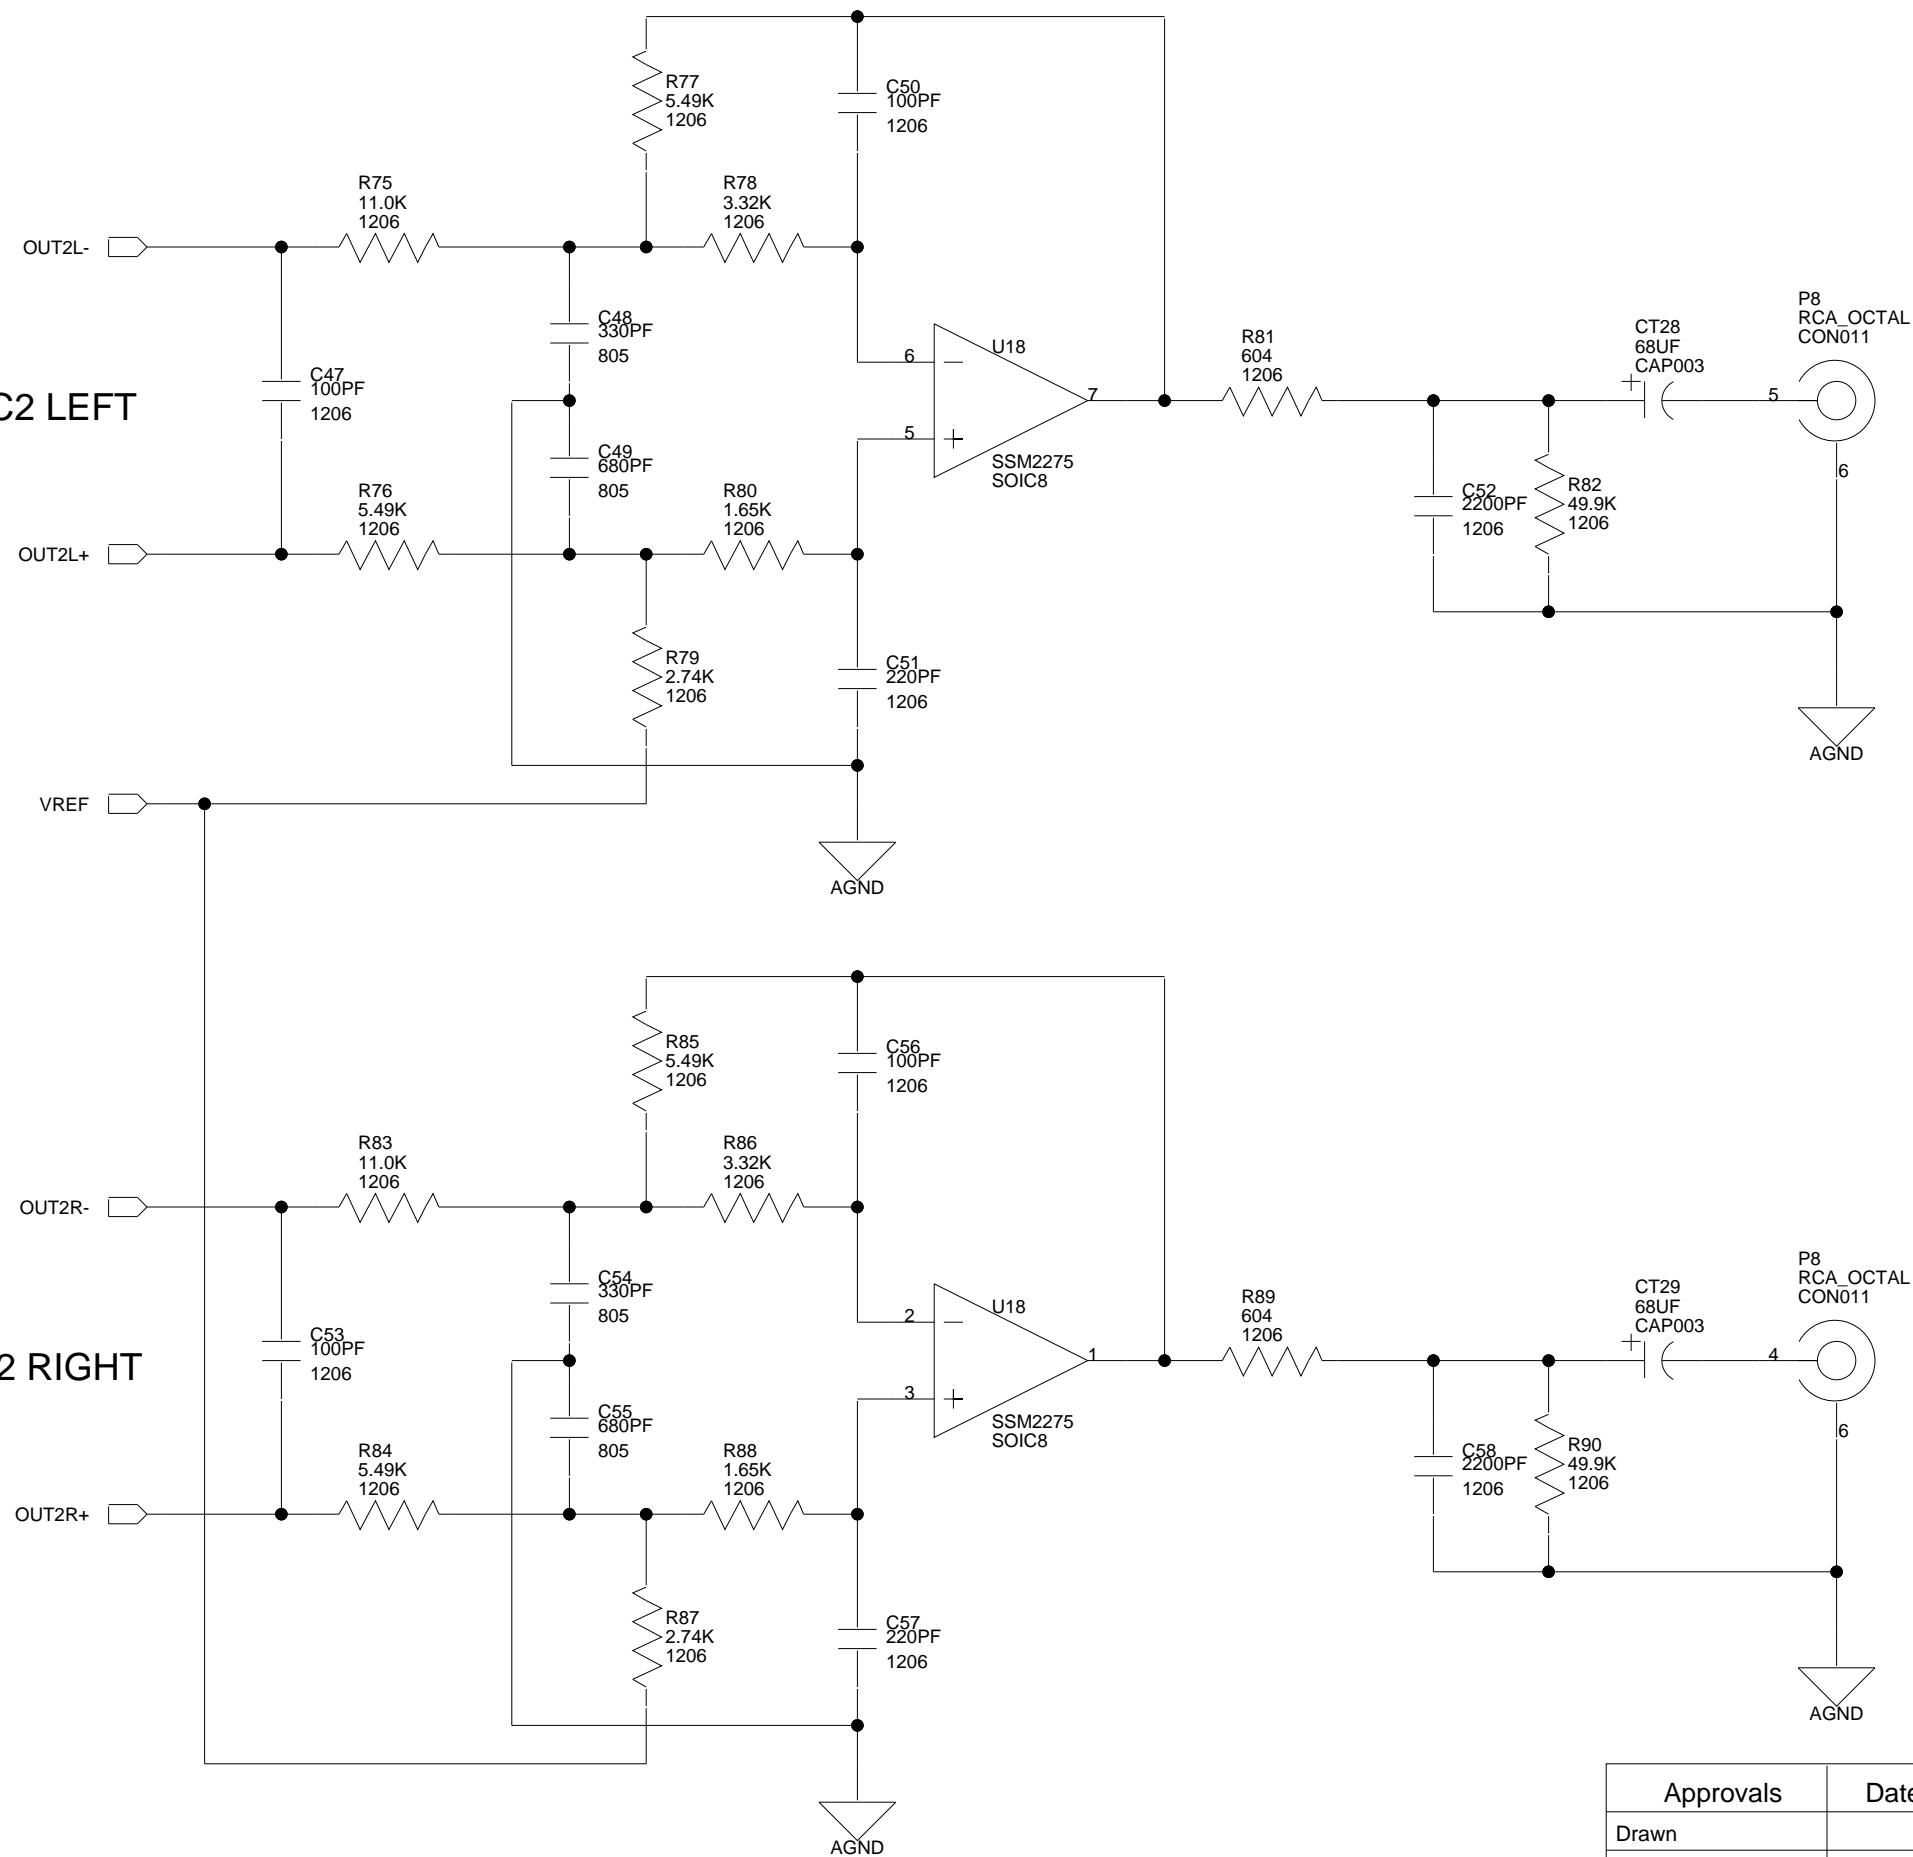 R77
5.49K
1206
C50
100PF
1206
R75
11.0K
1206
R78
3.32K
1206
OUT2L-
C48
330PF
805
U18
6
7
5
SSM2275
SOIC8
R81
604
1206
CT28
68UF
CAP003
+
P8
RCA_OCTAL
CON011
5
6
C47
100PF
1206
C2 LEFT
C49
680PF
805
R76
5.49K
1206
R80
1.65K
1206
C52
2200PF
1206
R82
49.9K
1206
OUT2L+
R79
2.74K
1206
C51
220PF
1206
AGND
VREF
AGND
R85
5.49K
1206
C56
100PF
1206
R83
11.0K
1206
R86
3.32K
1206
OUT2R-
C54
330PF
805
U18
2
1
3
SSM2275
SOIC8
R89
604
1206
CT29
68UF
CAP003
+
P8
RCA_OCTAL
CON011
4
6
C53
100PF
1206
2 RIGHT
C55
680PF
805
R84
5.49K
1206
R88
1.65K
1206
C58
2200PF
1206
R90
49.9K
1206
OUT2R+
R87
2.74K
1206
C57
220PF
1206
AGND
AGND
Approvals
Date
Drawn